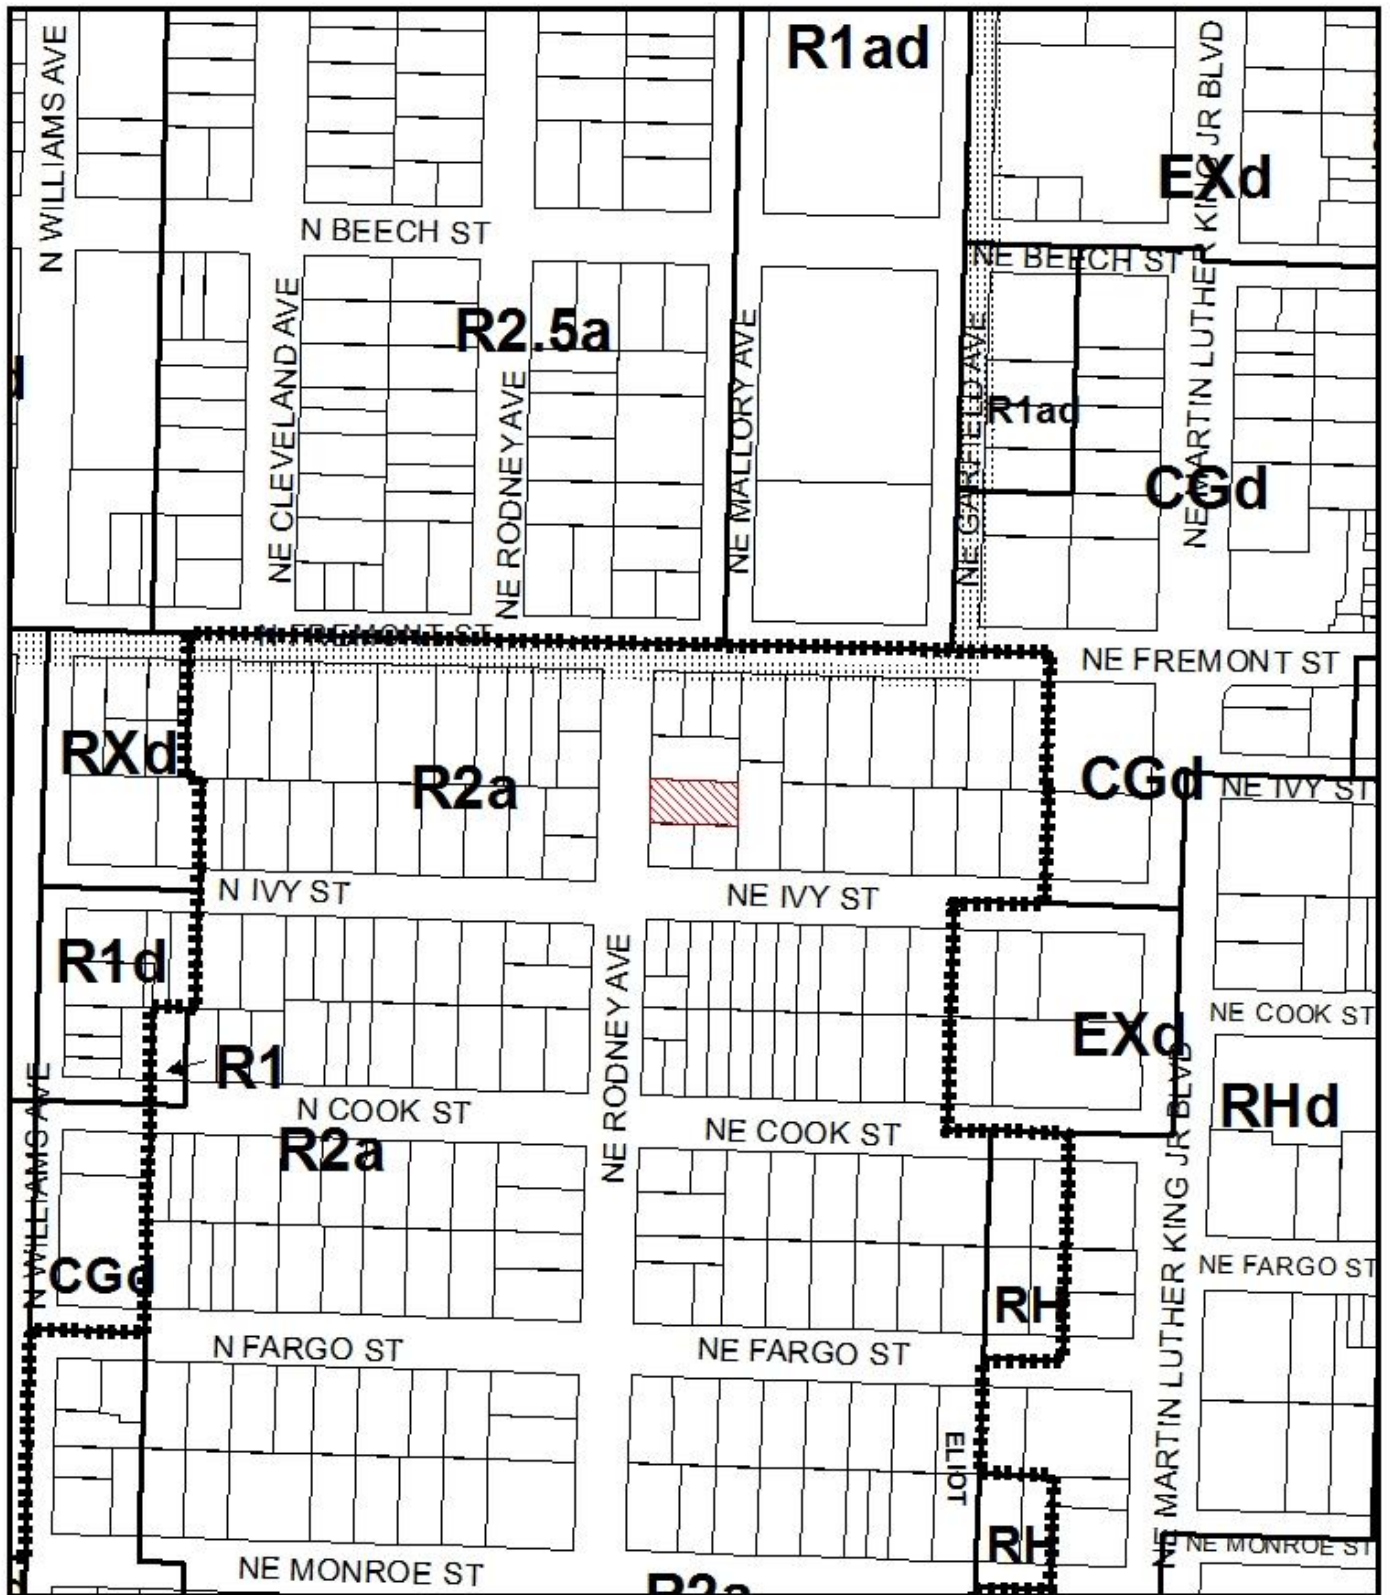 R1ad
N WILLIAMS AVE
NE MARTIN LUTHER KING JR BLVD
EXd
N BEECH ST
NE BEECH ST
NE CLEVELAND AVE
R2.5a
NE RODNEY AVE
NE MALLORY AVE
NE GARFIELD AVE
R1ad
CGd
d
N FREMONT ST
NE FREMONT ST
RXd
R2a
CGd
NE IVY ST
N IVY ST
NE IVY ST
R1d
NE RODNEY AVE
EXd
NE COOK ST
R1
N WILLIAMS AVE
N COOK ST
NE COOK ST
RHd
R2a
NE MARTIN LUTHER KING JR BLVD
CGd
RH
NE FARGO ST
N FARGO ST
NE FARGO ST
ELIOT
RH
NE MONROE ST
NE MONROE ST
R2a